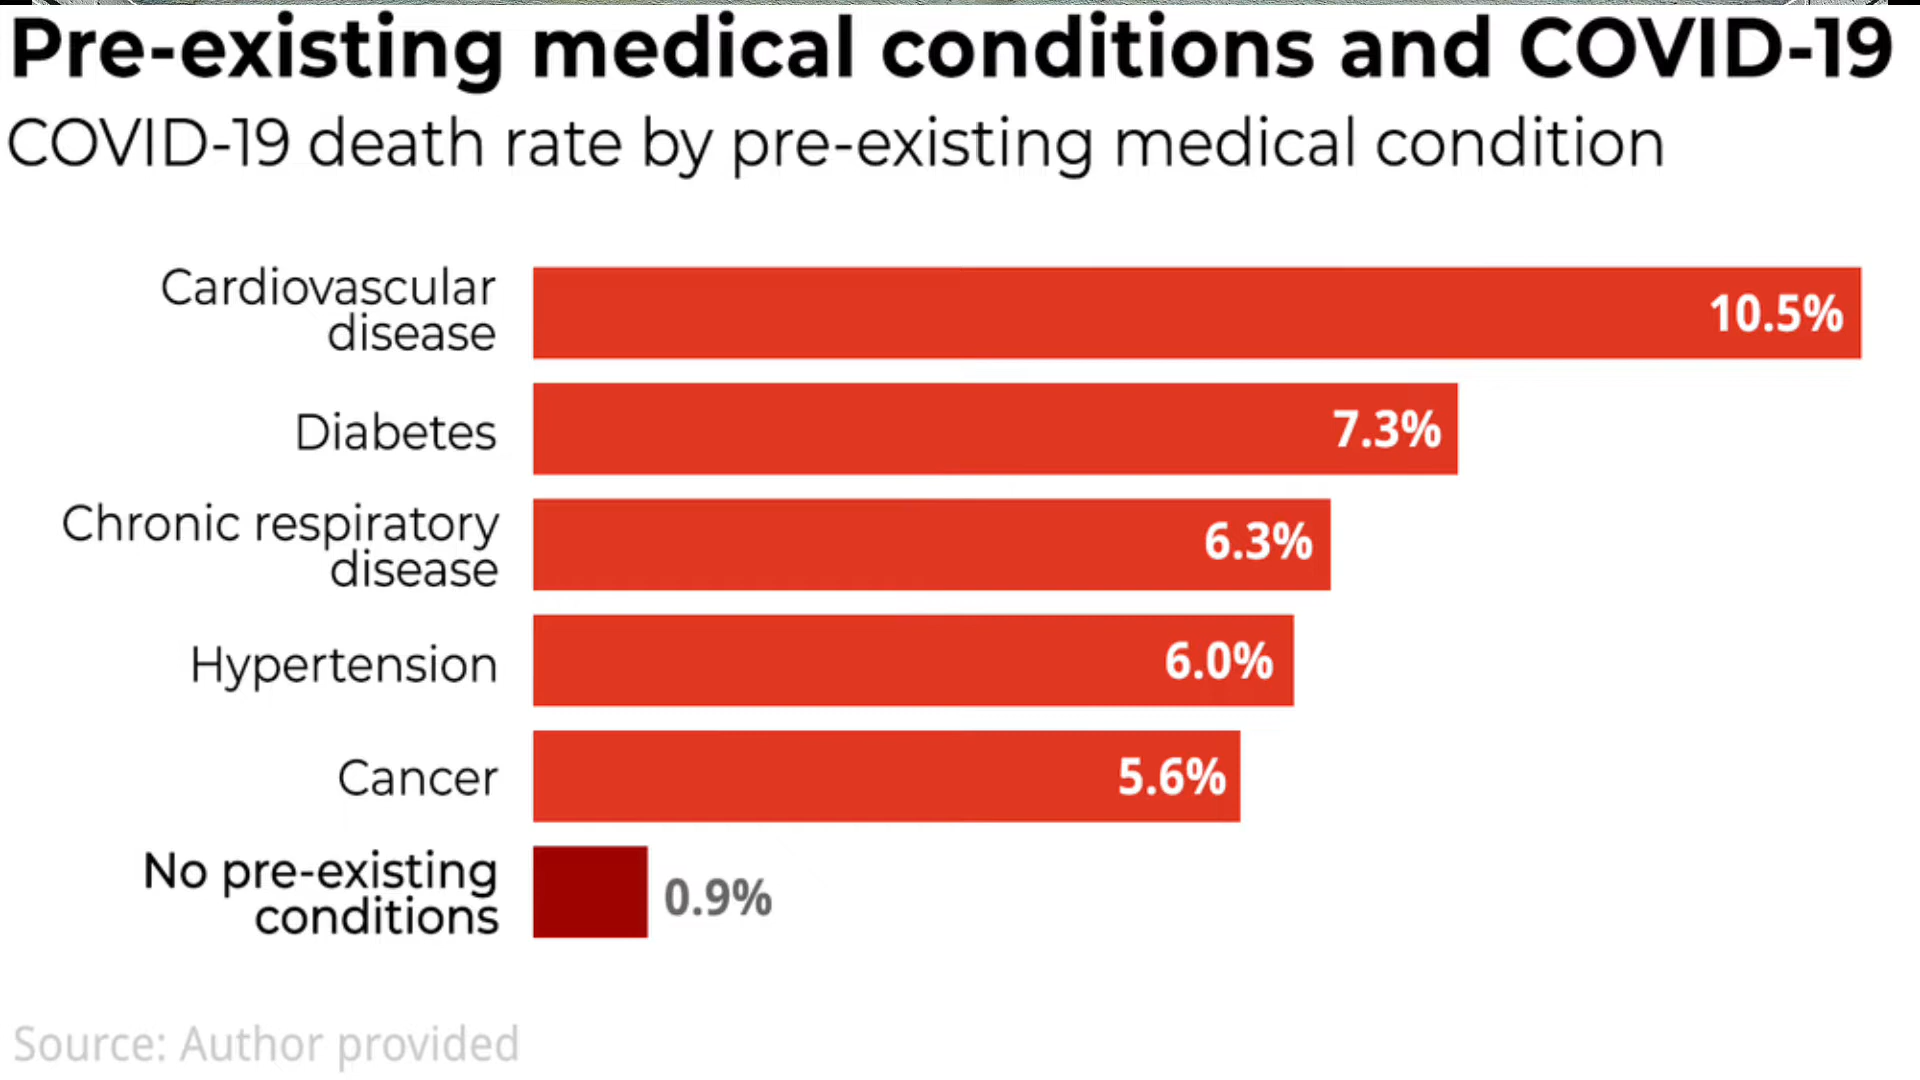 Pre-existing medical conditions and COVID-19
COVID-19 death rate by pre-existing medical condition
Cardiovascular
disease
10.5%
Diabetes
7.3%
Chronic respiratory
disease
6.3%
Hypertension
6.0%
Cancer
5.6%
No pre-existing
conditions
0.9%
Source: Author provided